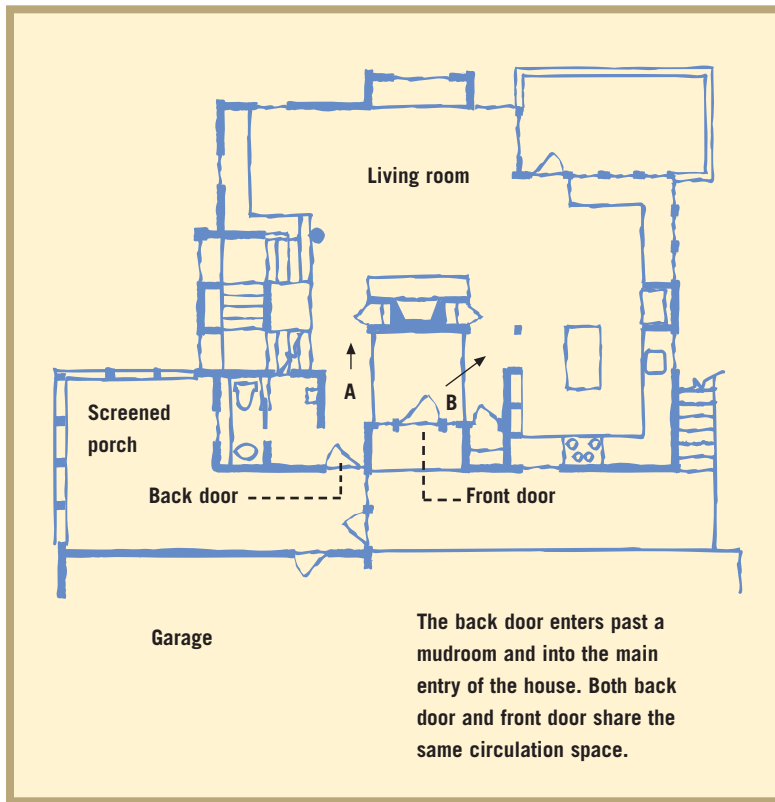 Living room
A
B
Screened
porch
Back door
Front door
Garage
The back door enters past a
mudroom and into the main
entry of the house. Both back
door and front door share the
same circulation space.